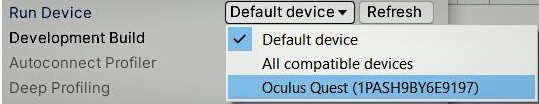 Run Device Default device Refresh
Development Build Default device
Autoconnect Profiler All compatible devices
Deep Profiling Oculus Quest (1PASH9BY6E9197)